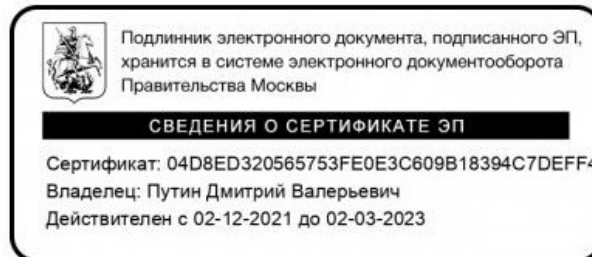 Подлинник электронного документа, подписанного ЭП,
хранится в системе электронного документооборота
Правительства Москвы
СВЕДЕНИЯ О СЕРТИФИКАТЕ ЭП
Сертификат: 04D8ED320565753FE0E3C609B18394C7DEFF4
Владелец: Путин Дмитрий Валерьевич
Действителен с 02-12-2021 до 02-03-2023